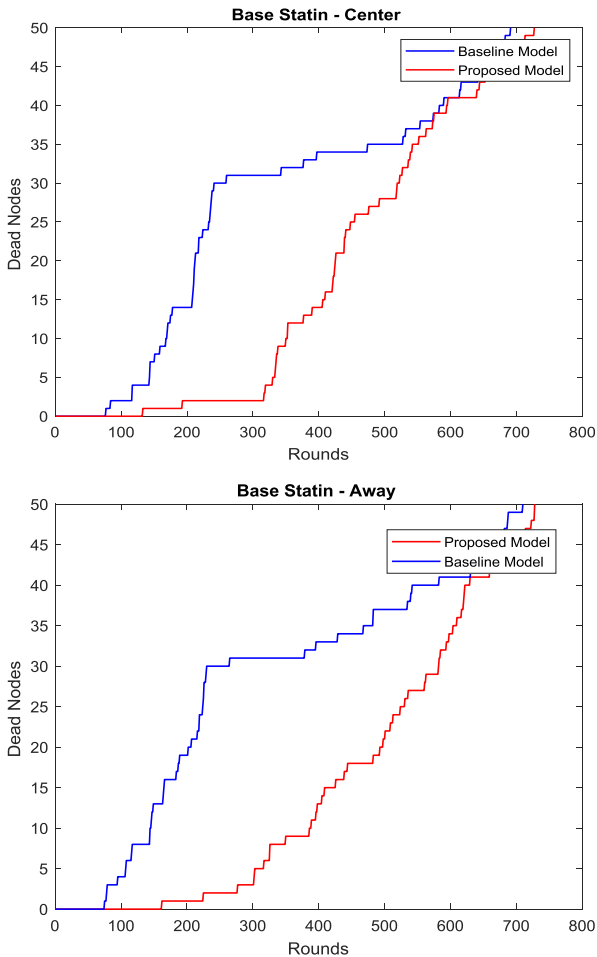 Base Statin - Center
50
45
40
35
30
25
20
15
10
5
0
Dead Nodes
Baseline Model
Proposed Model
0 100 200 300 400 500 600 700 800
Rounds
Base Statin - Away
50
45
40
35
30
25
20
15
10
5
0
Dead Nodes
Proposed Model
Baseline Model
0 100 200 300 400 500 600 700 800
Rounds